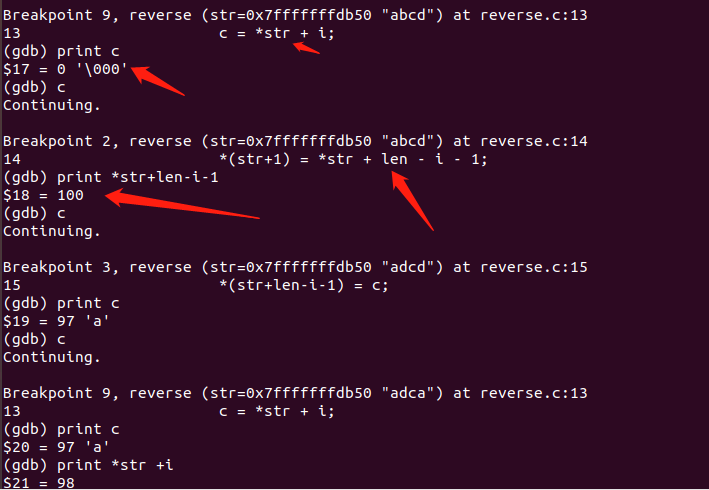 Breakpoint 9, reverse (str=0x7fffffffdb50 "abcd") at reverse.c:13
13                      c = *str + i;
(gdb) print c
$17 = 0 '\000'
(gdb) c
Continuing.

Breakpoint 2, reverse (str=0x7fffffffdb50 "abcd") at reverse.c:14
14                      *(str+1) = *str + len - i - 1;
(gdb) print *str+len-i-1
$18 = 100
(gdb) c
Continuing.

Breakpoint 3, reverse (str=0x7fffffffdb50 "adcd") at reverse.c:15
15                      *(str+len-i-1) = c;
(gdb) print c
$19 = 97 'a'
(gdb) c
Continuing.

Breakpoint 9, reverse (str=0x7fffffffdb50 "adca") at reverse.c:13
13                      c = *str + i;
(gdb) print c
$20 = 97 'a'
(gdb) print *str +i
$21 = 98